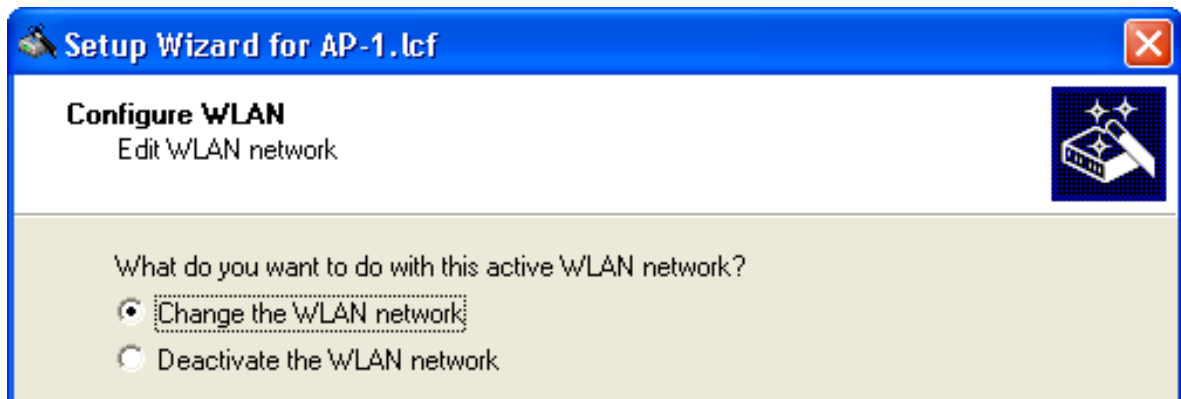 Setup Wizard for AP-1.lcf
Configure WLAN
Edit WLAN network
What do you want to do with this active WLAN network?
Change the WLAN network
Deactivate the WLAN network